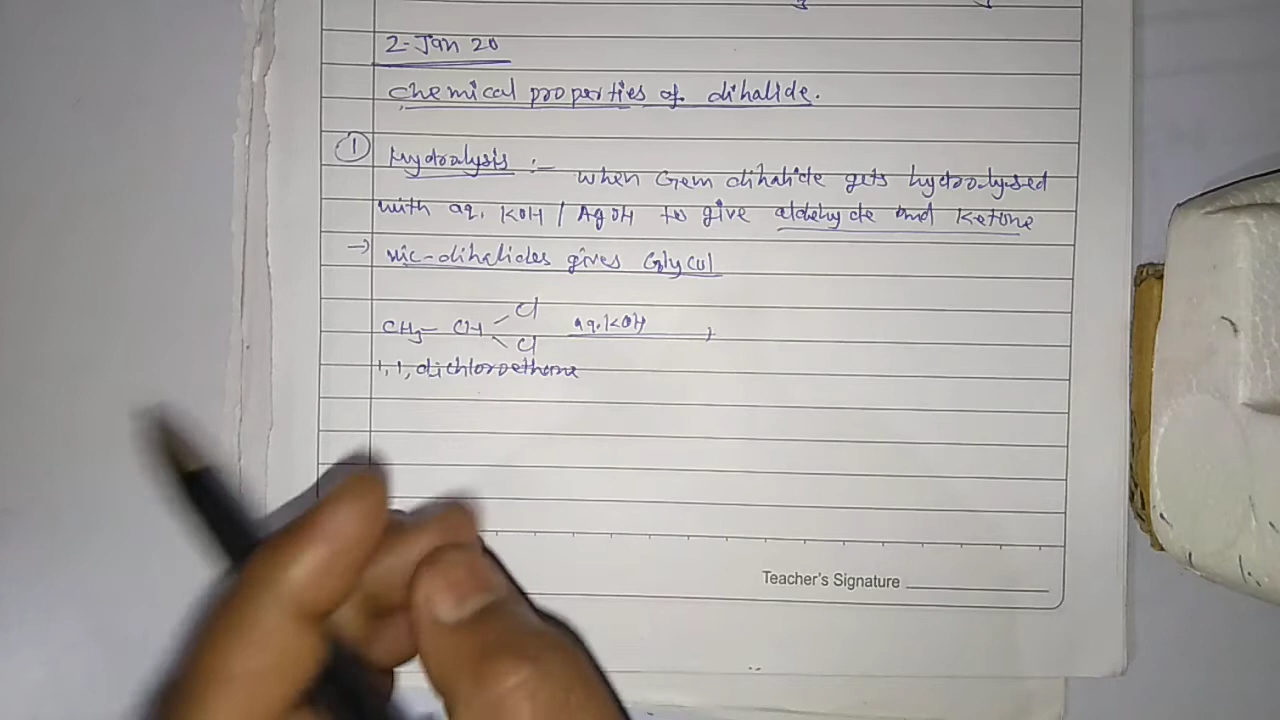 2-Jan 20
chemical properties of dihalide.
① Hydralysis :- when Gem dihalide gets hydrolysed
with aq. KOH / AgOH to give aldehyde and Ketone
→ vic-dihalides gives Glycol
Cl
CH3- CH aq.KOH
Cl
1,1, dichloroethane
Teacher's Signature